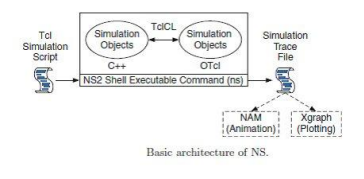 Tcl
Simulation
Script
TclCL
Simulation
Objects
Simulation
Objects
C++
OTcl
NS2 Shell Executable Command (ns)
Simulation
Trace
File
NAM
(Animation)
Xgraph
(Plotting)
Basic architecture of NS.